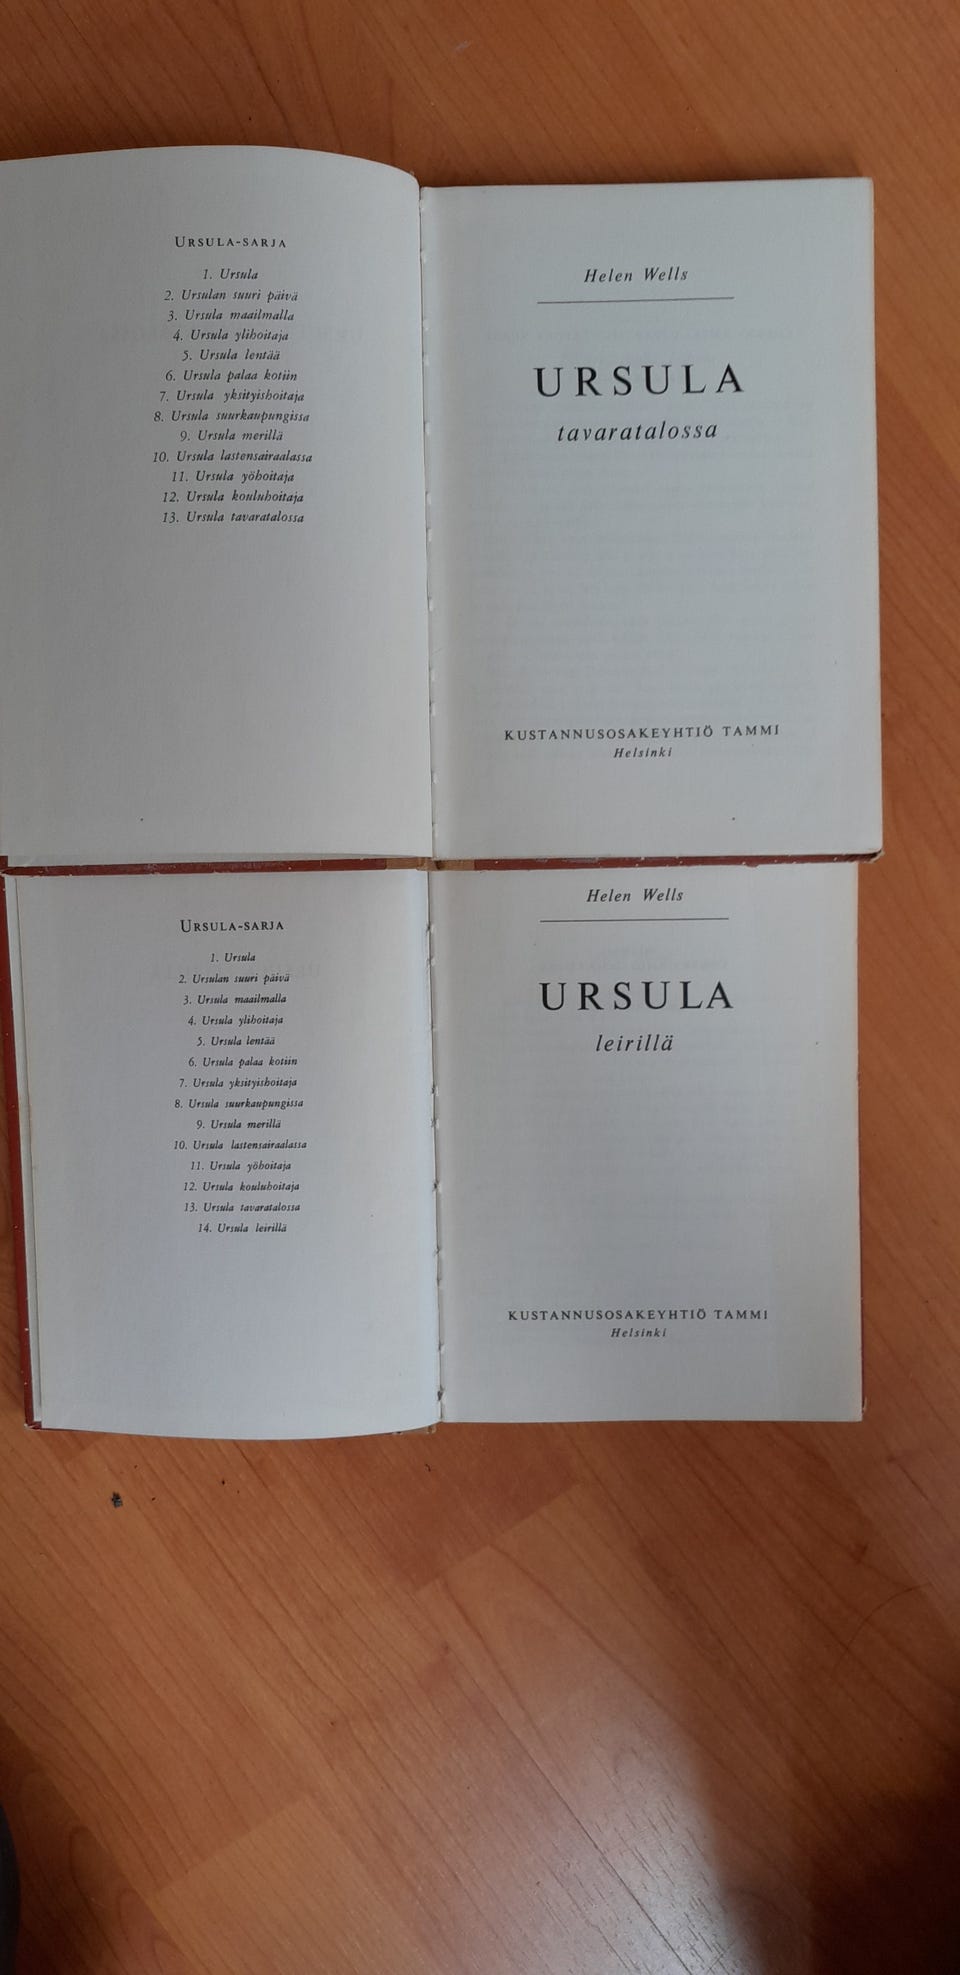 URSULA-SARJA
1. Ursula
2. Ursulan suuri päivä
3. Ursula maailmalla
4. Ursula ylihoitaja
5. Ursula lentää
6. Ursula palaa kotiin
7. Ursula yksityishoitaja
8. Ursula suurkaupungissa
9. Ursula merillä
10. Ursula lastensairaalassa
11. Ursula yöhoitaja
12. Ursula kouluhoitaja
13. Ursula tavaratalossa
Helen Wells
URSULA
tavaratalossa
KUSTANNUSOSAKEYHTIÖ TAMMI
Helsinki
URSULA-SARJA
1. Ursula
2. Ursulan suuri päivä
3. Ursula maailmalla
4. Ursula ylihoitaja
5. Ursula lentää
6. Ursula palaa kotiin
7. Ursula yksityishoitaja
8. Ursula suurkaupungissa
9. Ursula merillä
10. Ursula lastensairaalassa
11. Ursula yöhoitaja
12. Ursula kouluhoitaja
13. Ursula tavaratalossa
14. Ursula leirillä
Helen Wells
URSULA
leirillä
KUSTANNUSOSAKEYHTIÖ TAMMI
Helsinki